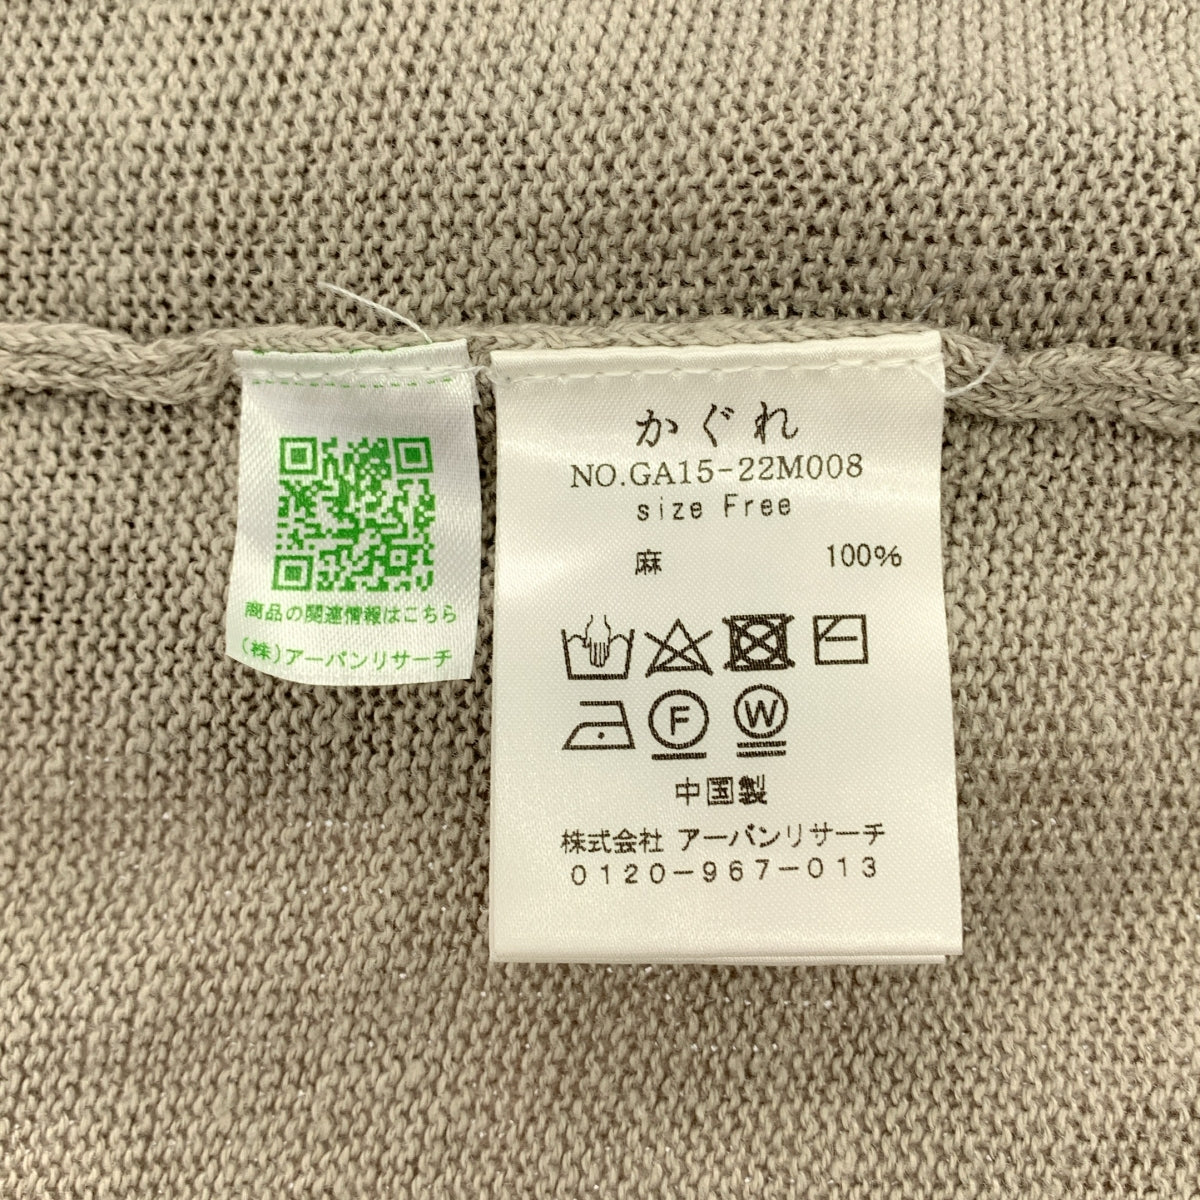 商品の関連情報はこちら
(株)アーバンリサーチ
かぐれ
NO.GA15-22M008
size Free
麻 100%
F W
中国製
株式会社 アーバンリサーチ
0120-967-013